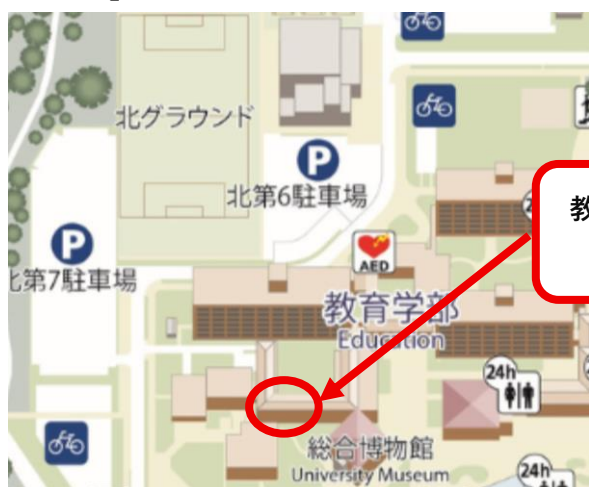 北グラウンド
P
北第6駐車場
P
北第7駐車場
AED
教育学部
Education
教
24h
総合博物館
University Museum
24h